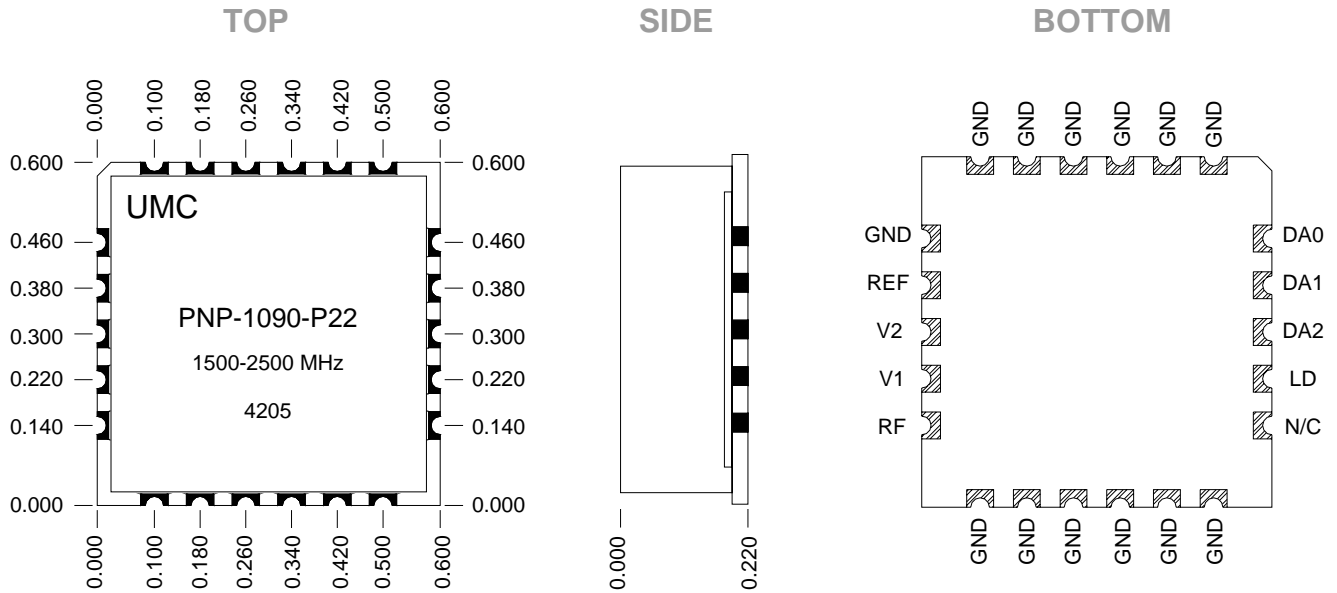 TOP
SIDE
BOTTOM
0.000
0.100
0.180
0.260
0.340
0.420
0.500
0.600
0.600
0.460
0.380
0.300
0.220
0.140
0.000
UMC
PNP-1090-P22
1500-2500 MHz
4205
0.600
0.460
0.380
0.300
0.220
0.140
0.000
0.000
0.100
0.180
0.260
0.340
0.420
0.500
0.600
0.000
0.220
GND
GND
GND
GND
GND
GND
GND
REF
V2
V1
RF
DA0
DA1
DA2
LD
N/C
GND
GND
GND
GND
GND
GND